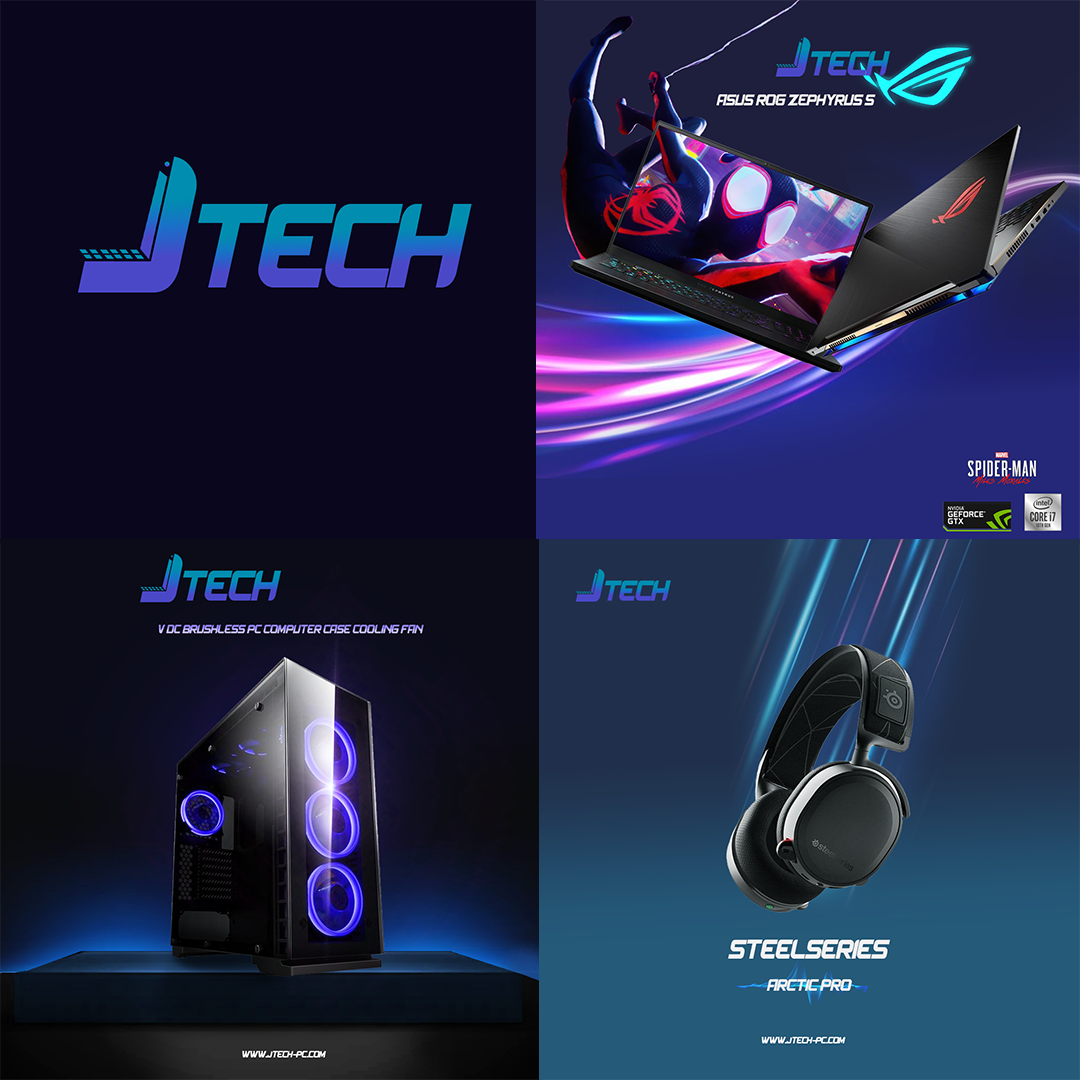 JTECH
JTECH
ASUS ROG ZEPHYRUS S
MARVEL
SPIDER-MAN
MILES MORALES
NVIDIA
GEFORCE
GTX
intel
CORE i7
10TH GEN
JTECH
V DC BRUSHLESS PC COMPUTER CASE COOLING FAN
WWW.JTECH-PC.COM
JTECH
steelseries
STEELSERIES
ARCTIC PRO
WWW.JTECH-PC.COM